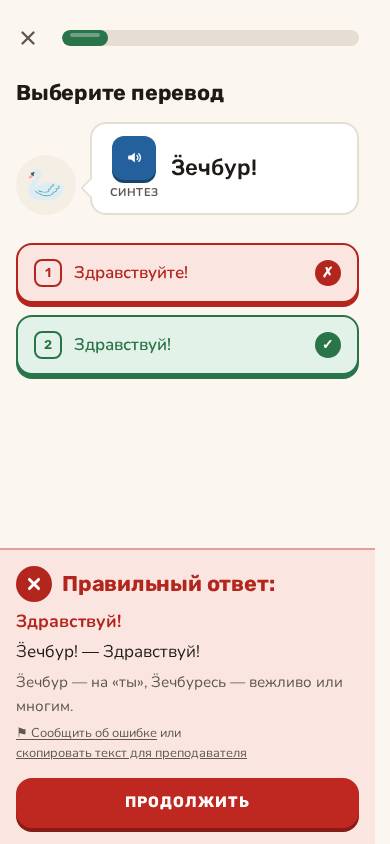 Выберите перевод
Ӟечбур!
СИНТЕЗ
1 Здравствуйте!
2 Здравствуй!
Правильный ответ:
Здравствуй!
Ӟечбур! — Здравствуй!
Ӟечбур — на «ты», Ӟечбуресь — вежливо или
многим.
Сообщить об ошибке или
скопировать текст для преподавателя
ПРОДОЛЖИТЬ